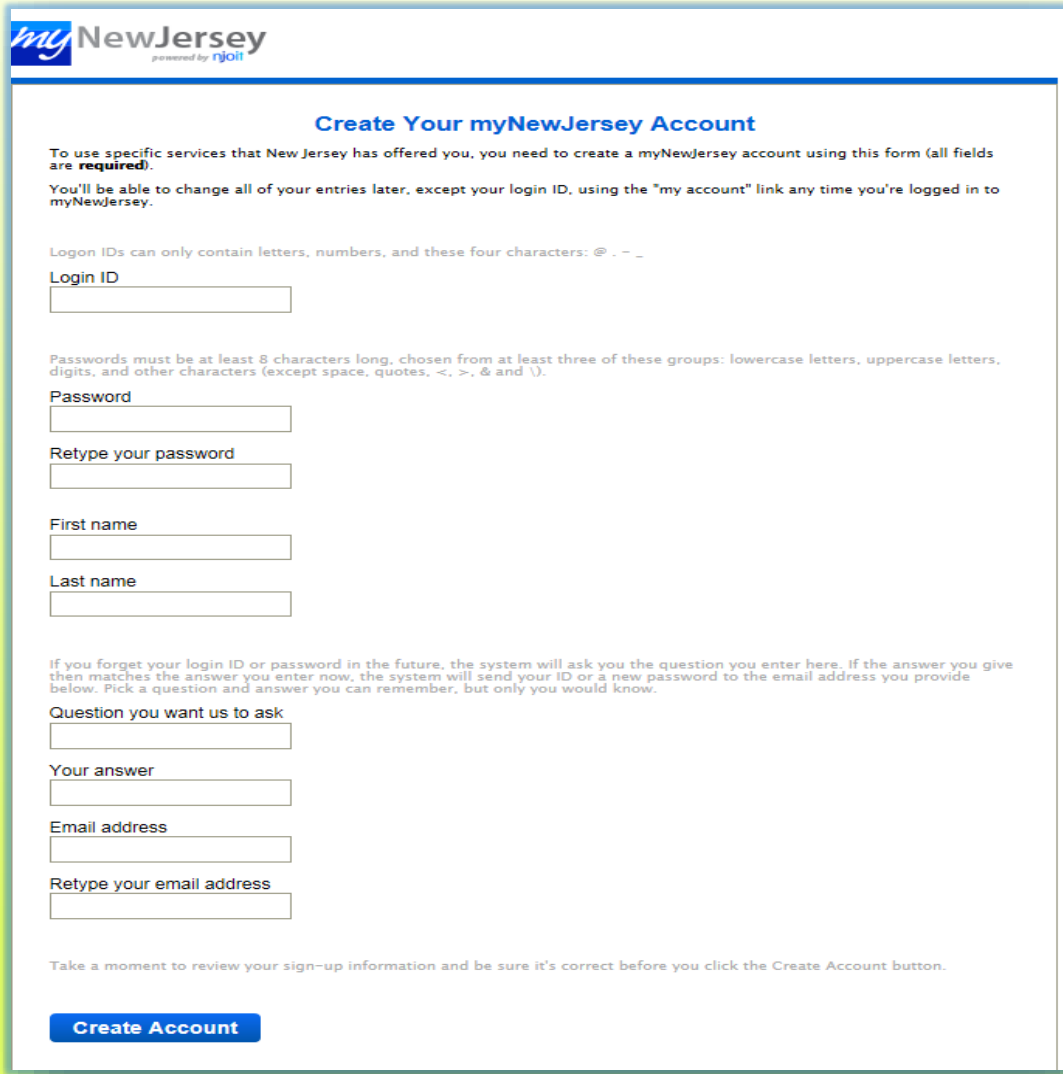 my NewJersey
powered by njoit
Create Your myNewJersey Account
To use specific services that New Jersey has offered you, you need to create a myNewJersey account using this form (all fields
are required).
You'll be able to change all of your entries later, except your login ID, using the "my account" link any time you're logged in to
myNewJersey.
Logon IDs can only contain letters, numbers, and these four characters: @ . - _
Login ID
Passwords must be at least 8 characters long, chosen from at least three of these groups: lowercase letters, uppercase letters,
digits, and other characters (except space, quotes, <, >, & and \).
Password
Retype your password
First name
Last name
If you forget your login ID or password in the future, the system will ask you the question you enter here. If the answer you give
then matches the answer you enter now, the system will send your ID or a new password to the email address you provide
below. Pick a question and answer you can remember, but only you would know.
Question you want us to ask
Your answer
Email address
Retype your email address
Take a moment to review your sign-up information and be sure it's correct before you click the Create Account button.
Create Account